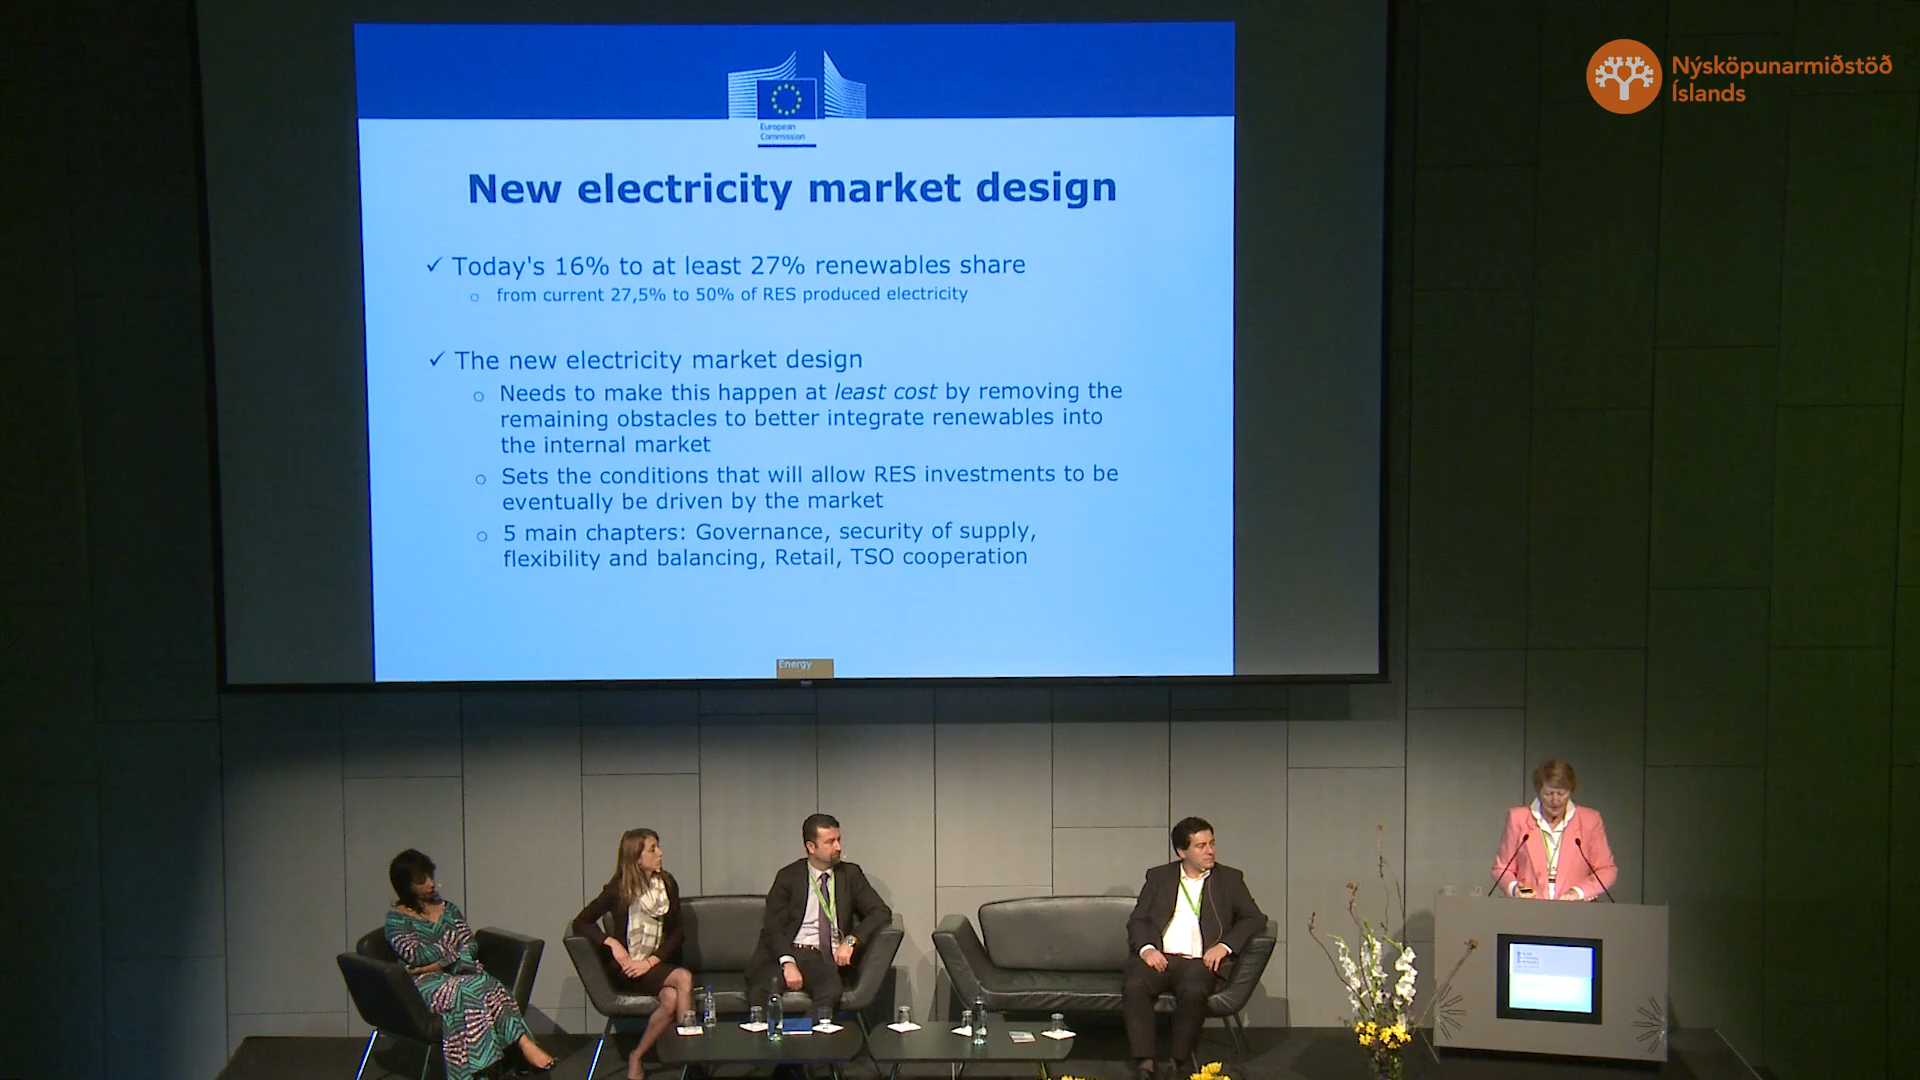 Nýsköpunarmiðstöð
Íslands
European
Commission
New electricity market design
✓ Today's 16% to at least 27% renewables share
○ from current 27,5% to 50% of RES produced electricity
✓ The new electricity market design
○ Needs to make this happen at least cost by removing the
remaining obstacles to better integrate renewables into
the internal market
○ Sets the conditions that will allow RES investments to be
eventually be driven by the market
○ 5 main chapters: Governance, security of supply,
flexibility and balancing, Retail, TSO cooperation
Energy